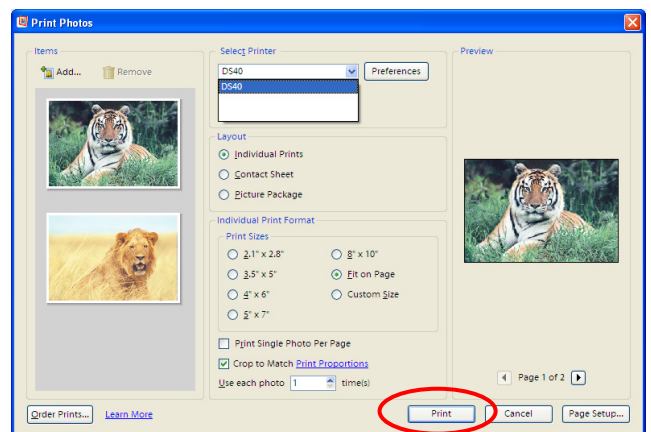 Print Photos
Items
Add...
Remove
Select Printer
DS40
Preferences
DS40
Layout
Individual Prints
Contact Sheet
Picture Package
Individual Print Format
Print Sizes
2.1" x 2.8"
8" x 10"
3.5" x 5"
Fit on Page
4" x 6"
Custom Size
5" x 7"
Print Single Photo Per Page
Crop to Match Print Proportions
Use each photo 1 time(s)
Preview
Page 1 of 2
Order Prints...
Learn More
Print
Cancel
Page Setup...